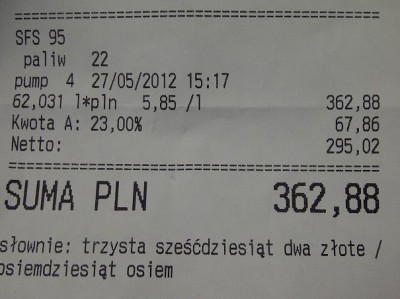 SFS 95
paliw 22
pump 4 27/05/2012 15:17
62,031 l*pln 5,85 /l 362,88
Kwota A: 23,00% 67,86
Netto: 295,02
SUMA PLN 362,88
słownie: trzysta sześćdziesiąt dwa złote /
osiemdziesiąt osiem